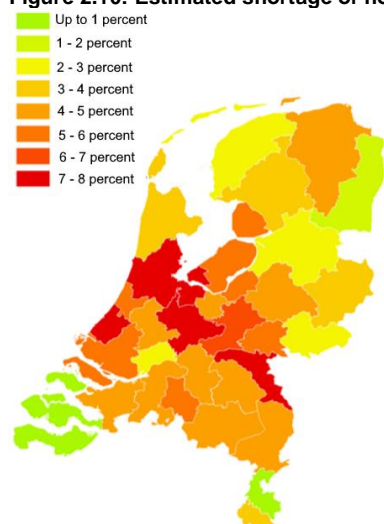 Figure 2.10: Estimated shortage of
Up to 1 percent
1 - 2 percent
2 - 3 percent
3 - 4 percent
4 - 5 percent
5 - 6 percent
6 - 7 percent
7 - 8 percent